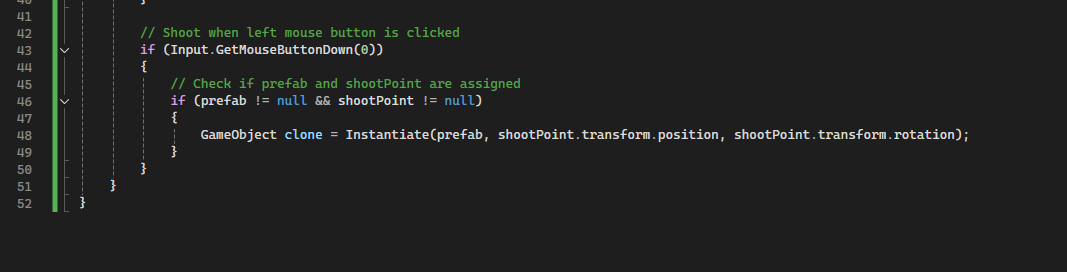 40 }
41
42 // Shoot when left mouse button is clicked
43 if (Input.GetMouseButtonDown(0))
44 {
45 // Check if prefab and shootPoint are assigned
46 if (prefab != null && shootPoint != null)
47 {
48 GameObject clone = Instantiate(prefab, shootPoint.transform.position, shootPoint.transform.rotation);
49 }
50 }
51 }
52 }